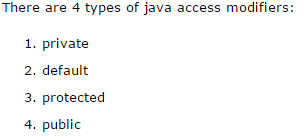 There are 4 types of java access modifiers:
1. private
2. default
3. protected
4. public